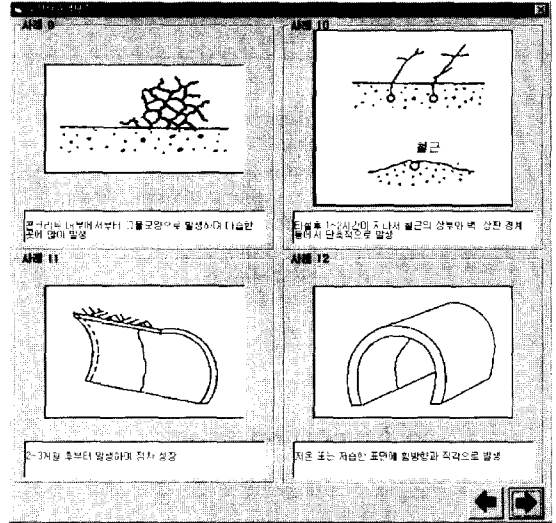 사례 9
사례 10
철근
콘크리트 내부에서부터 그물모양으로 발생하며 다습한
곳에 많이 발생
타설후 1~2시간이 지나서 철근의 상부와 벽 상판 경계
등에서 단속적으로 발생
사례 11
사례 12
2~3개월 후부터 발생하며 점차 성장
저온 또는 저습한 표면에 휨방향과 직각으로 발생